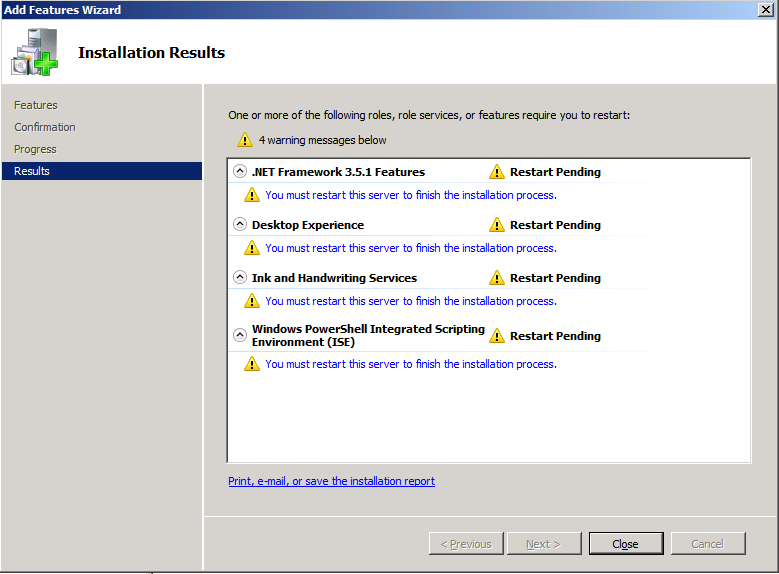 Add Features Wizard
Installation Results
Features
Confirmation
Progress
Results
One or more of the following roles, role services, or features require you to restart:
4 warning messages below
.NET Framework 3.5.1 Features Restart Pending
You must restart this server to finish the installation process.
Desktop Experience Restart Pending
You must restart this server to finish the installation process.
Ink and Handwriting Services Restart Pending
You must restart this server to finish the installation process.
Windows PowerShell Integrated Scripting
Environment (ISE) Restart Pending
You must restart this server to finish the installation process.
Print, e-mail, or save the installation report
< Previous Next > Close Cancel